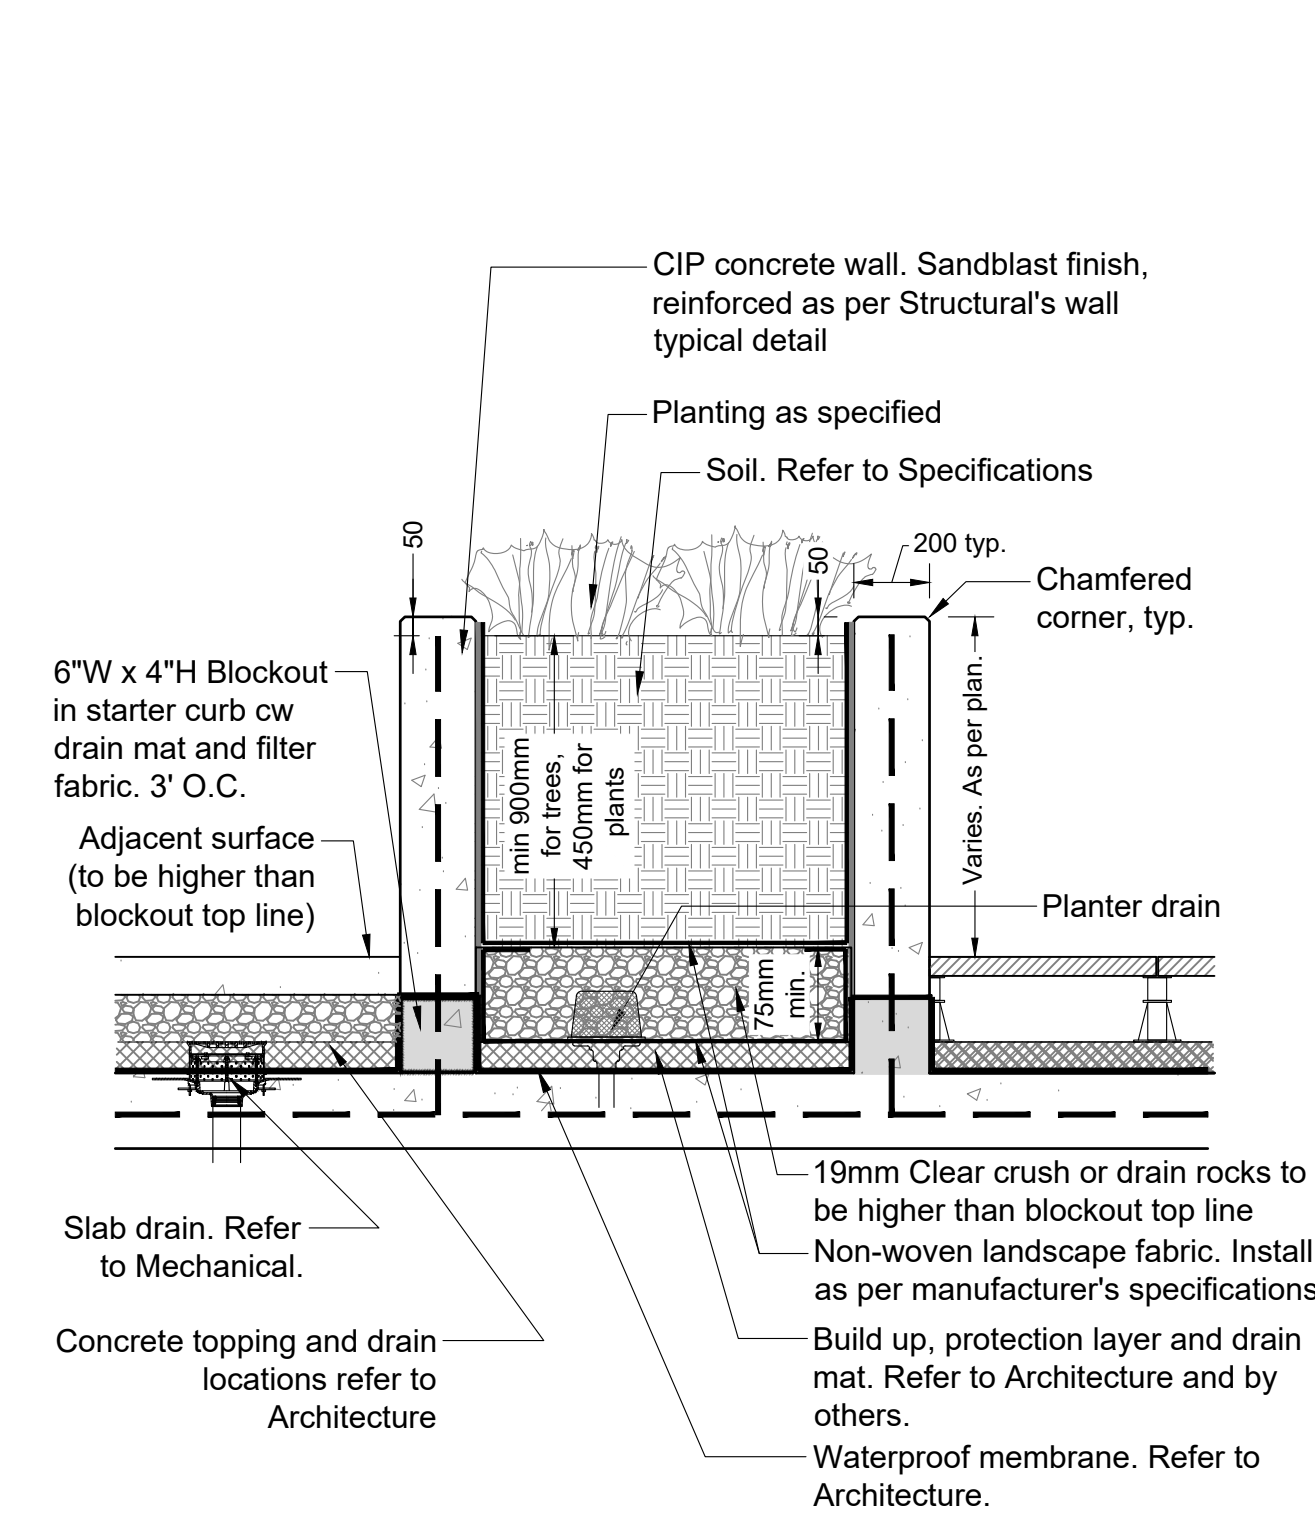 CIP concrete wall. Sandblast finish,
reinforced as per Structural's wall
typical detail
Planting as specified
Soil. Refer to Specifications
50
50
200 typ.
Chamfered
corner, typ.
6"W x 4"H Blockout
in starter curb cw
drain mat and filter
fabric. 3' O.C.
Adjacent surface
(to be higher than
blockout top line)
min 900mm
for trees,
450mm for
plants
Varies. As per plan.
Planter drain
75mm
min.
19mm Clear crush or drain rocks to
be higher than blockout top line
Non-woven landscape fabric. Install
as per manufacturer's specifications
Slab drain. Refer
to Mechanical.
Concrete topping and drain
locations refer to
Architecture
Build up, protection layer and drain
mat. Refer to Architecture and by
others.
Waterproof membrane. Refer to
Architecture.